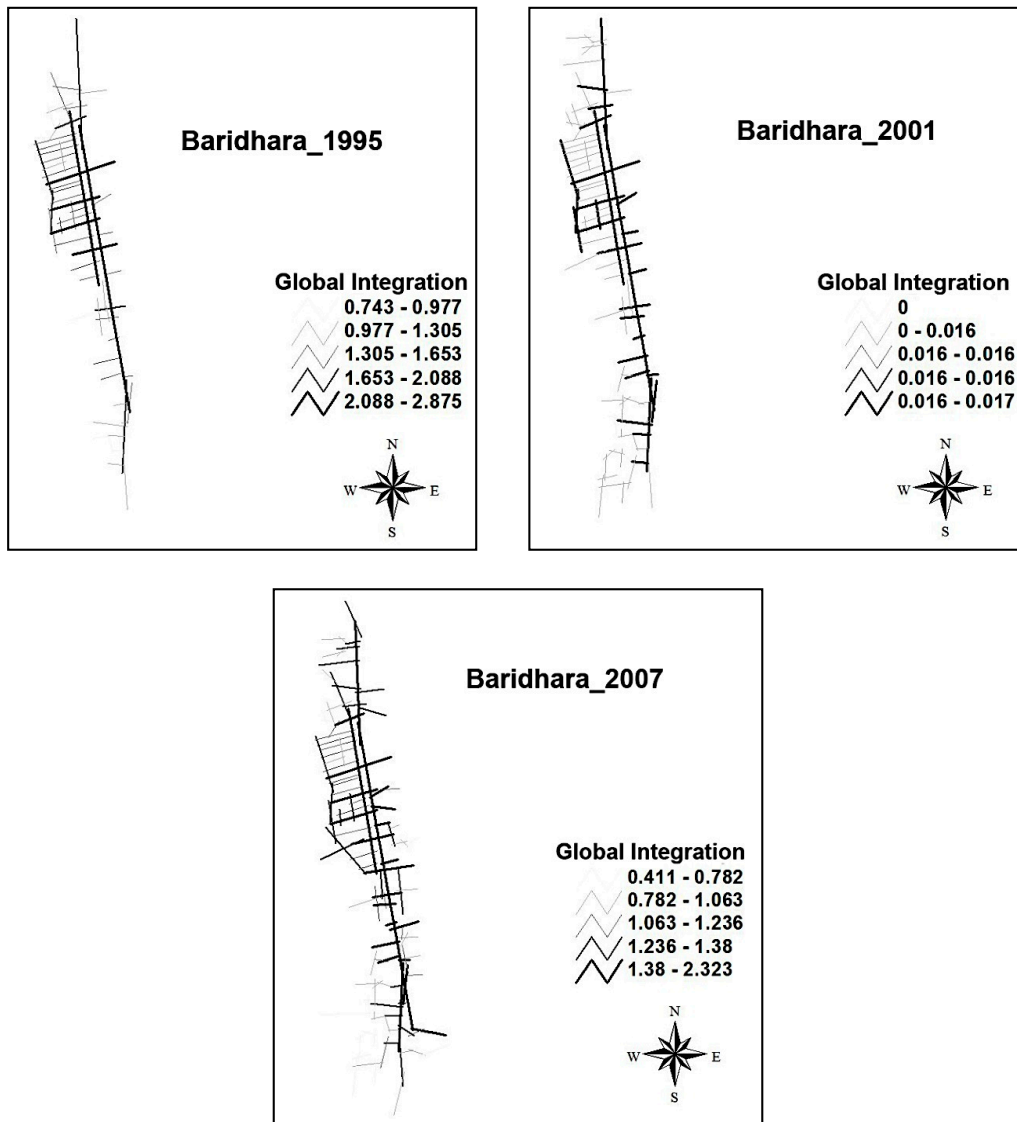 Baridhara_1995
Global Integration
0.743 - 0.977
0.977 - 1.305
1.305 - 1.653
1.653 - 2.088
2.088 - 2.875
N
W E
S
Baridhara_2001
Global Integration
0
0 - 0.016
0.016 - 0.016
0.016 - 0.016
0.016 - 0.017
N
W E
S
Baridhara_2007
Global Integration
0.411 - 0.782
0.782 - 1.063
1.063 - 1.236
1.236 - 1.38
1.38 - 2.323
N
W E
S